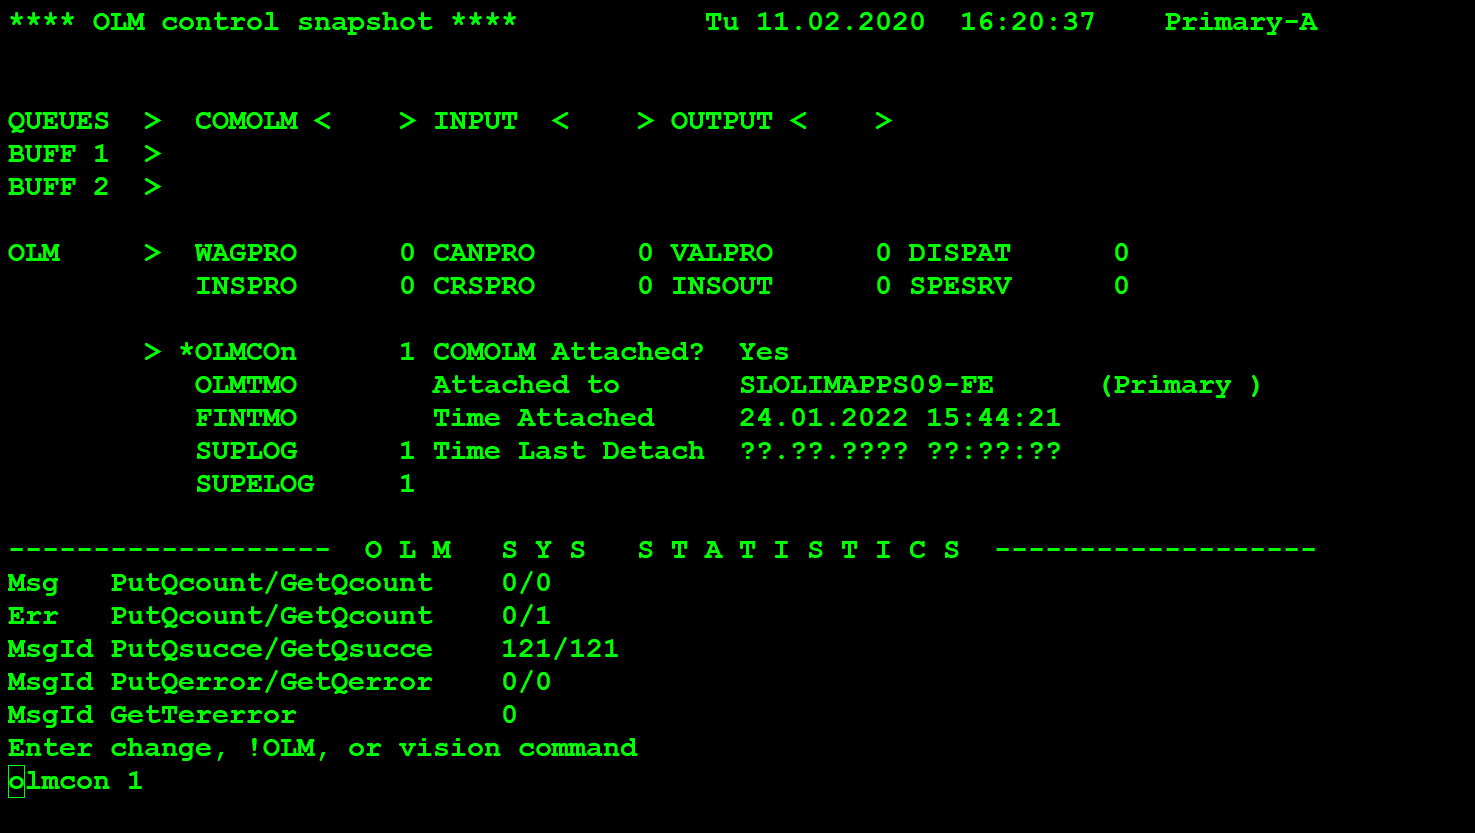 **** OLM control snapshot **** Tu 11.02.2020 16:20:37 Primary-A
QUEUES > COMOLM < > INPUT < > OUTPUT < >
BUFF 1 >
BUFF 2 >
OLM > WAGPRO 0 CANPRO 0 VALPRO 0 DISPAT 0
INSPRO 0 CRSPRO 0 INSOUT 0 SPESRV 0
> *OLMCOn 1 COMOLM Attached? Yes
OLMTMO Attached to SLOLIMAPPS09-FE (Primary )
FINTMO Time Attached 24.01.2022 15:44:21
SUPLOG 1 Time Last Detach ??.??.???? ??:??:??
SUPELOG 1
------------------- O L M S Y S S T A T I S T I C S -------------------
Msg PutQcount/GetQcount 0/0
Err PutQcount/GetQcount 0/1
MsgId PutQsucce/GetQsucce 121/121
MsgId PutQerror/GetQerror 0/0
MsgId GetTererror 0
Enter change, !OLM, or vision command
olmcon 1